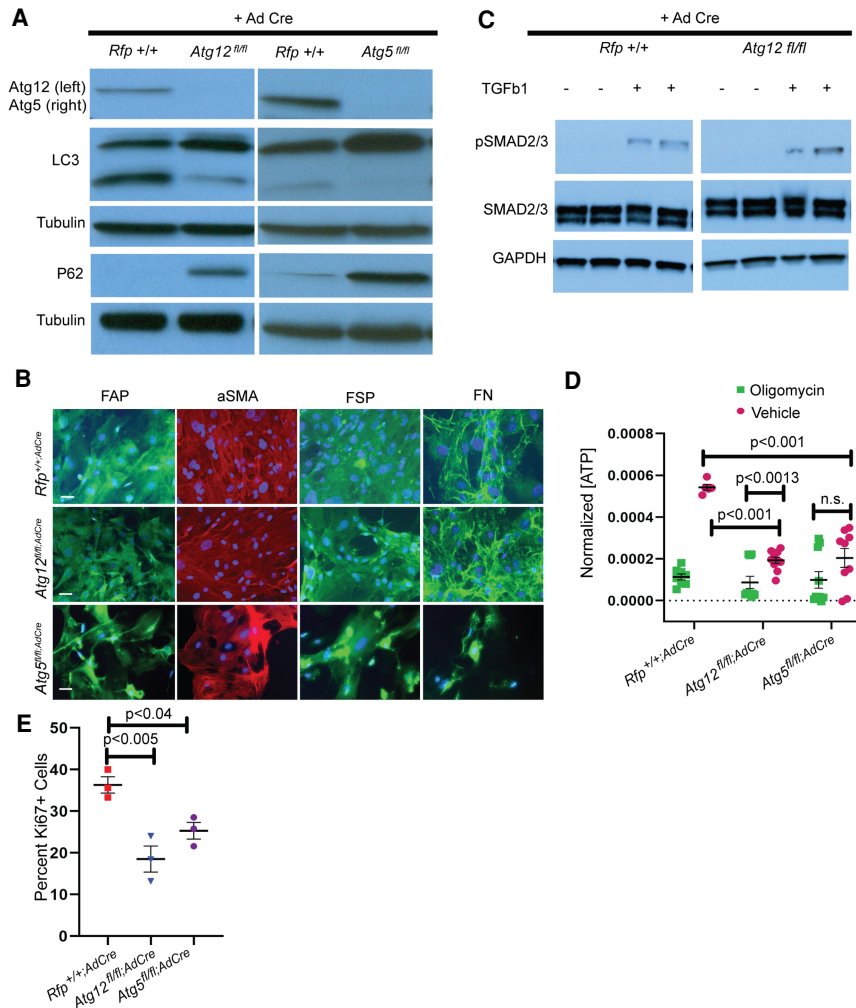 A
+ Ad Cre
Rfp +/+ Atg12 fl/fl Rfp +/+ Atg5 fl/fl
Atg12 (left)
Atg5 (right)
LC3
Tubulin
P62
Tubulin
C
+ Ad Cre
Rfp +/+ Atg12 fl/fl
TGFb1 - - + + - - + +
pSMAD2/3
SMAD2/3
GAPDH
B
FAP aSMA FSP FN
Rfp+/+;AdCre
Atg12fl/fl;AdCre
Atg5fl/fl;AdCre
D
Oligomycin
Vehicle
Normalized [ATP]
0.0008
0.0006
0.0004
0.0002
0.0000
p<0.001
p<0.0013
p<0.001
n.s.
Rfp+/+;AdCre
Atg12fl/fl;AdCre
Atg5fl/fl;AdCre
E
Percent Ki67+ Cells
50
40
30
20
10
0
p<0.04
p<0.005
Rfp+/+;AdCre
Atg12fl/fl;AdCre
Atg5fl/fl;AdCre